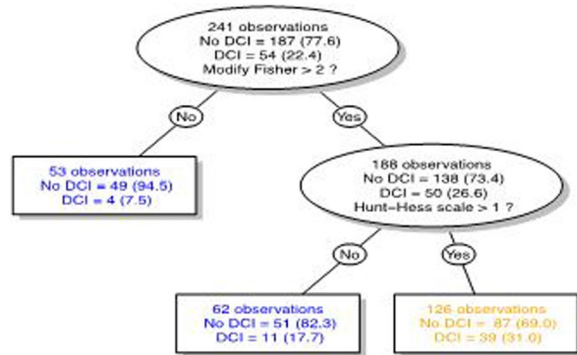 241 observations
No DCI = 187 (77.6)
DCI = 54 (22.4)
Modify Fisher > 2 ?
No
Yes
53 observations
No DCI = 49 (94.5)
DCI = 4 (7.5)
188 observations
No DCI = 138 (73.4)
DCI = 50 (26.6)
Hunt-Hess scale > 1 ?
No
Yes
62 observations
No DCI = 51 (82.3)
DCI = 11 (17.7)
126 observations
No DCI = 87 (69.0)
DCI = 39 (31.0)